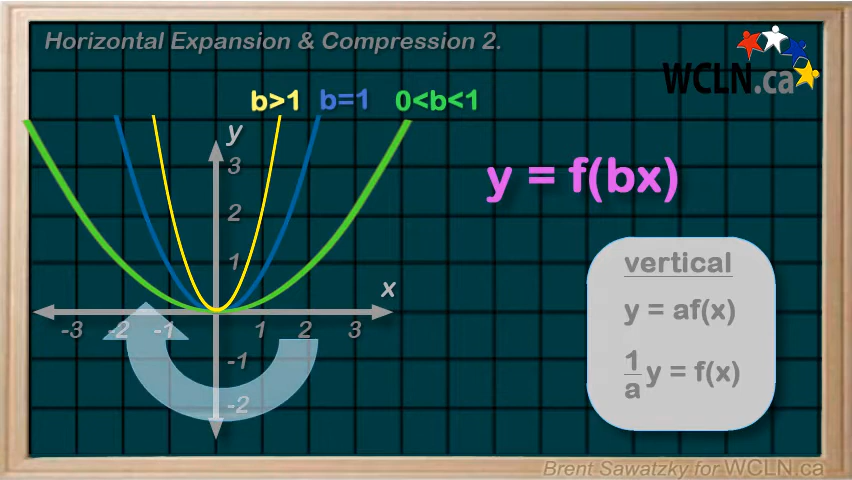 Horizontal Expansion & Compression 2.
WCLN.ca
b>1 b=1 0<b<1
y
3
2
1
x
-3 -2 -1 1 2 3
-1
-2
y = f(bx)
vertical
y = af(x)
1
a
y = f(x)
Brent Sawatzky for WCLN.ca